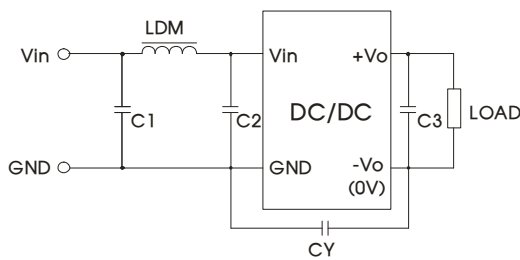 LDM
Vin
Vin
+Vo
C1
C2
DC/DC
C3
LOAD
GND
GND
-Vo
(0V)
CY